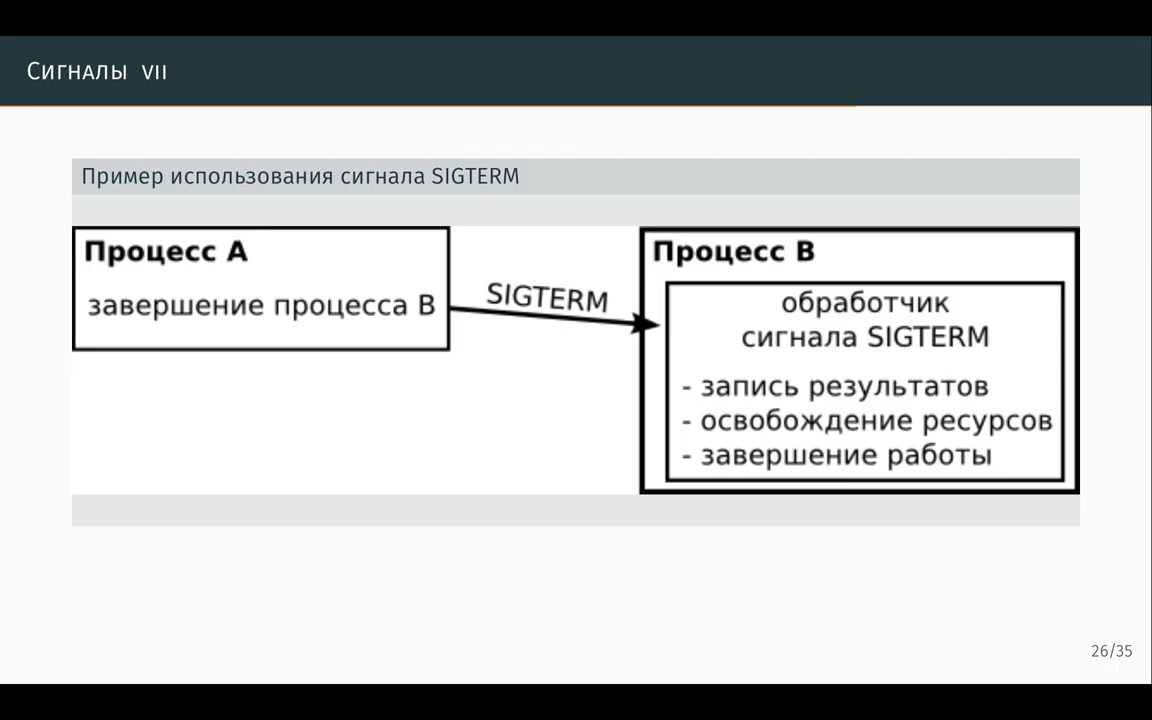 Сигналы VII
Пример использования сигнала SIGTERM
Процесс A
завершение процесса B
SIGTERM
Процесс B
обработчик
сигнала SIGTERM
- запись результатов
- освобождение ресурсов
- завершение работы
26/35